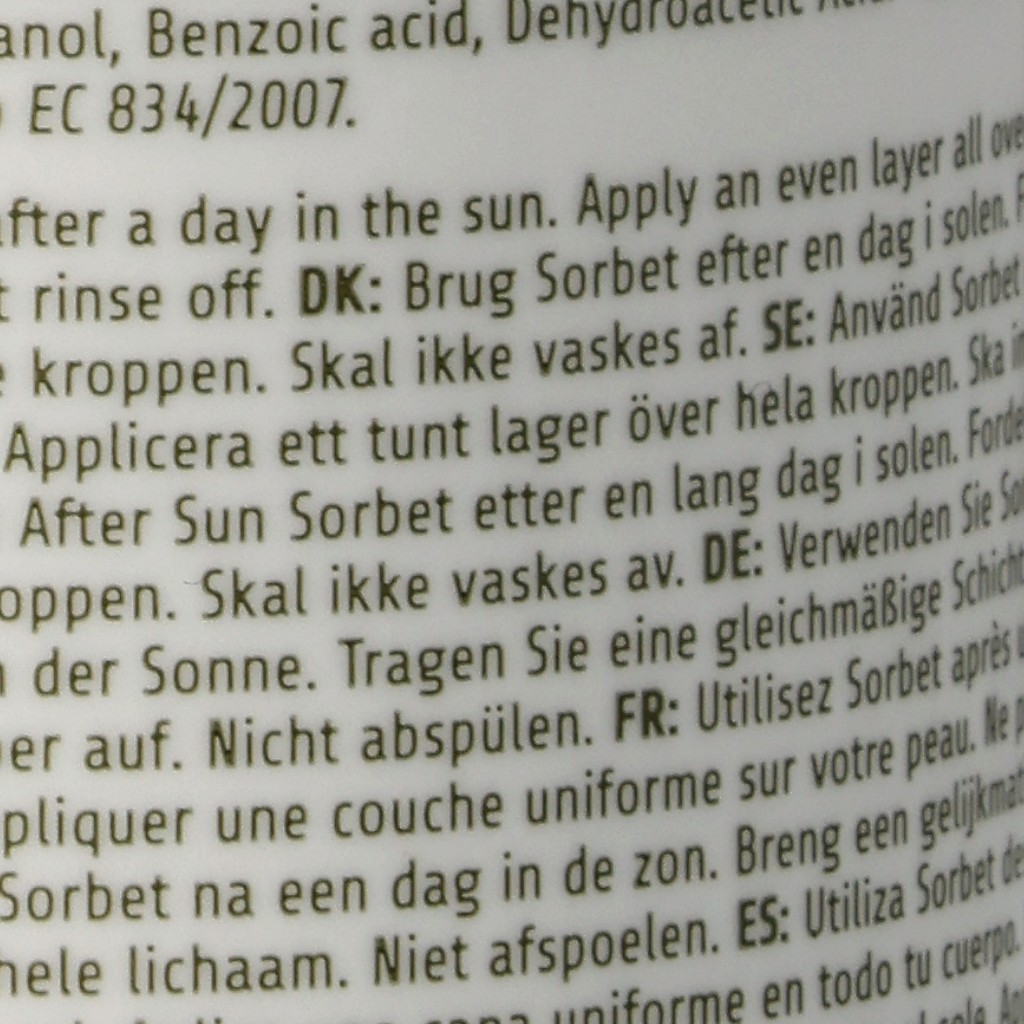 Benzoic acid, Dehydroacetic
EC 834/2007.
after a day in the sun. Apply an even layer all
rinse off. DK: Brug Sorbet efter en dag i solen.
kroppen. Skal ikke vaskes af. SE: Använd Sorbet
Applicera ett tunt lager över hela kroppen. Ska
After Sun Sorbet etter en lang dag i solen.
Skal ikke vaskes av. DE: Verwenden Sie
der Sonne. Tragen Sie eine gleichmäßige Schicht
auf. Nicht abspülen. FR: Utilisez Sorbet après
une couche uniforme sur votre peau. Ne
Sorbet na een dag in de zon. Breng een
hele lichaam. Niet afspoelen. ES: Utiliza Sorbet
uniforme en todo tu cuerpo.